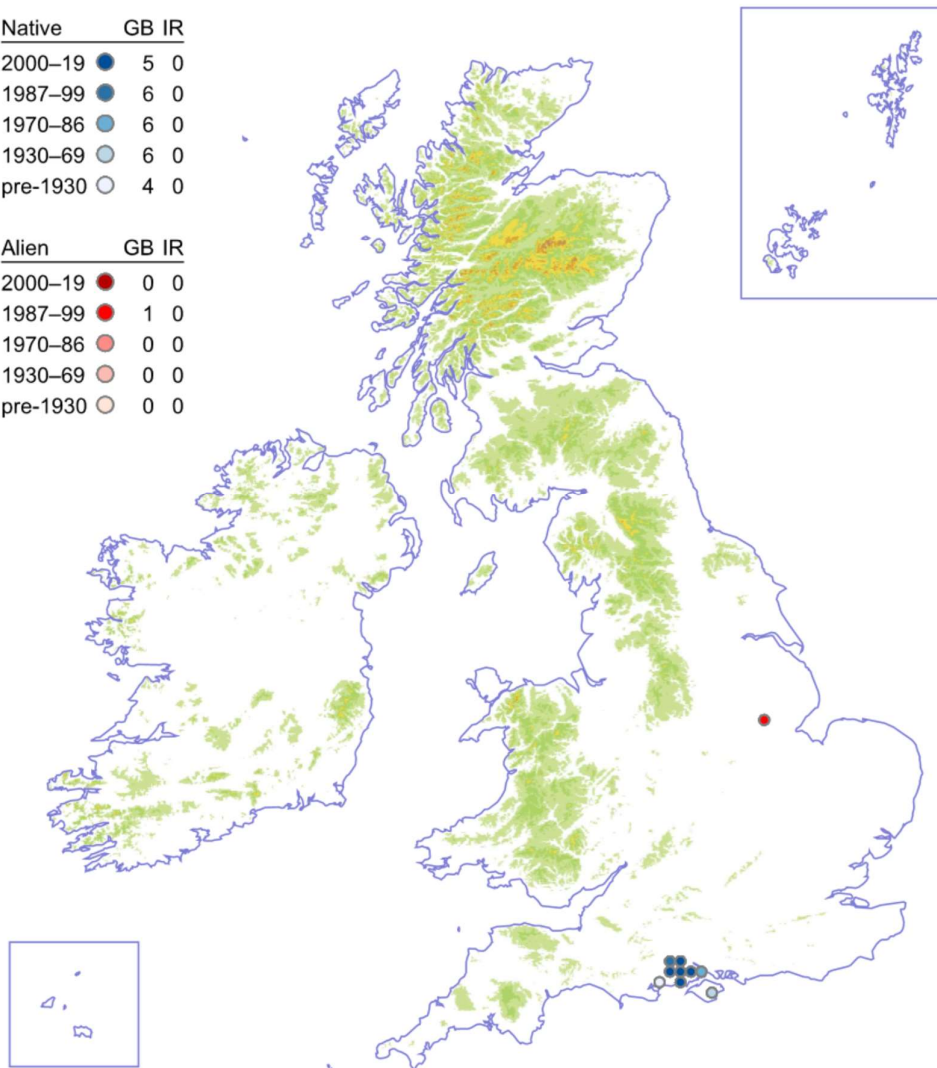 Native GB IR
2000–19 5 0
1987–99 6 0
1970–86 6 0
1930–69 6 0
pre-1930 4 0
Alien GB IR
2000–19 0 0
1987–99 1 0
1970–86 0 0
1930–69 0 0
pre-1930 0 0